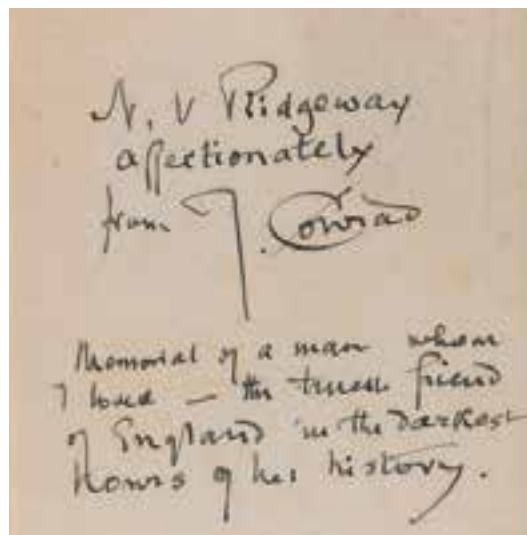 N. V Ridgeway
affectionately
from J. Conrad
Memorial of a man whom
I loved — the truest friend
of England in the darkest
hours of her history.